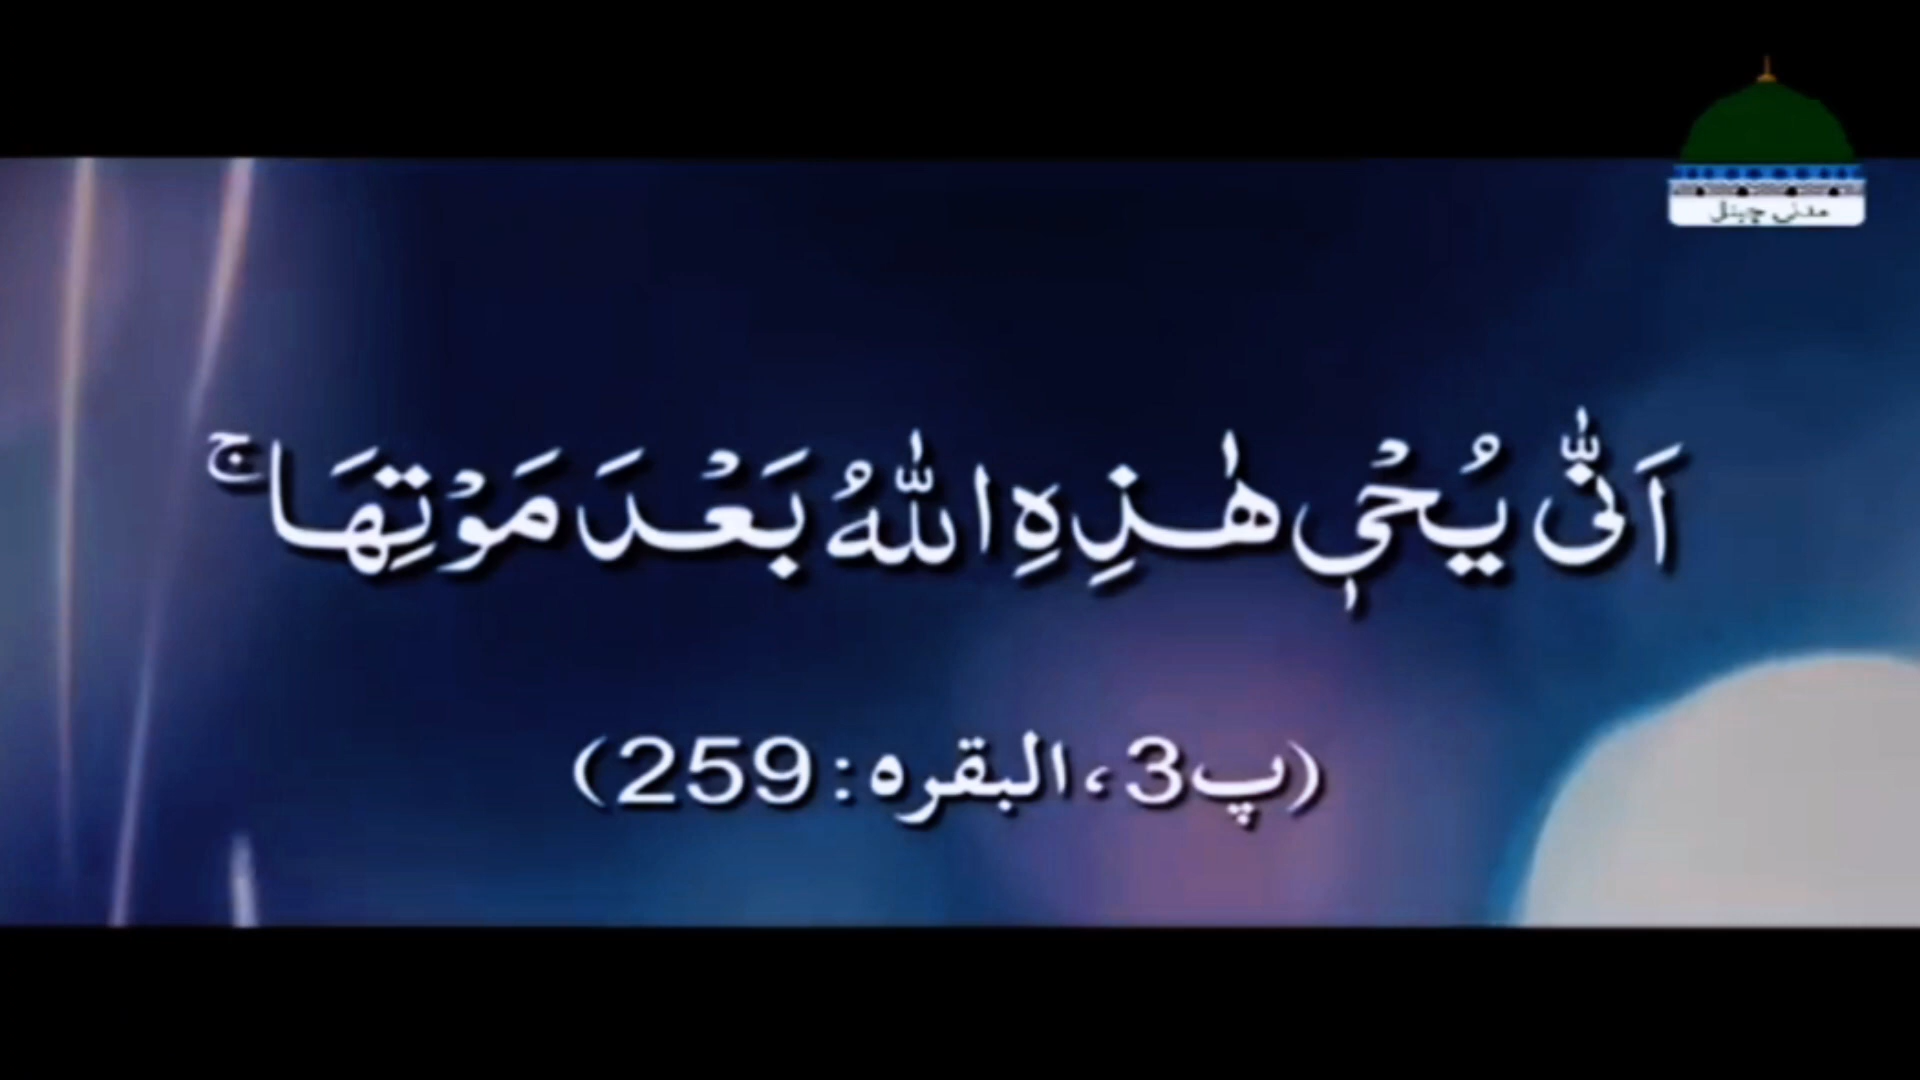 مدنی چینل
اَنّٰی یُحْیٖ هٰذِهِ اللّٰهُ بَعْدَ مَوْتِهَا ۚ
(پ3، البقرہ: 259)